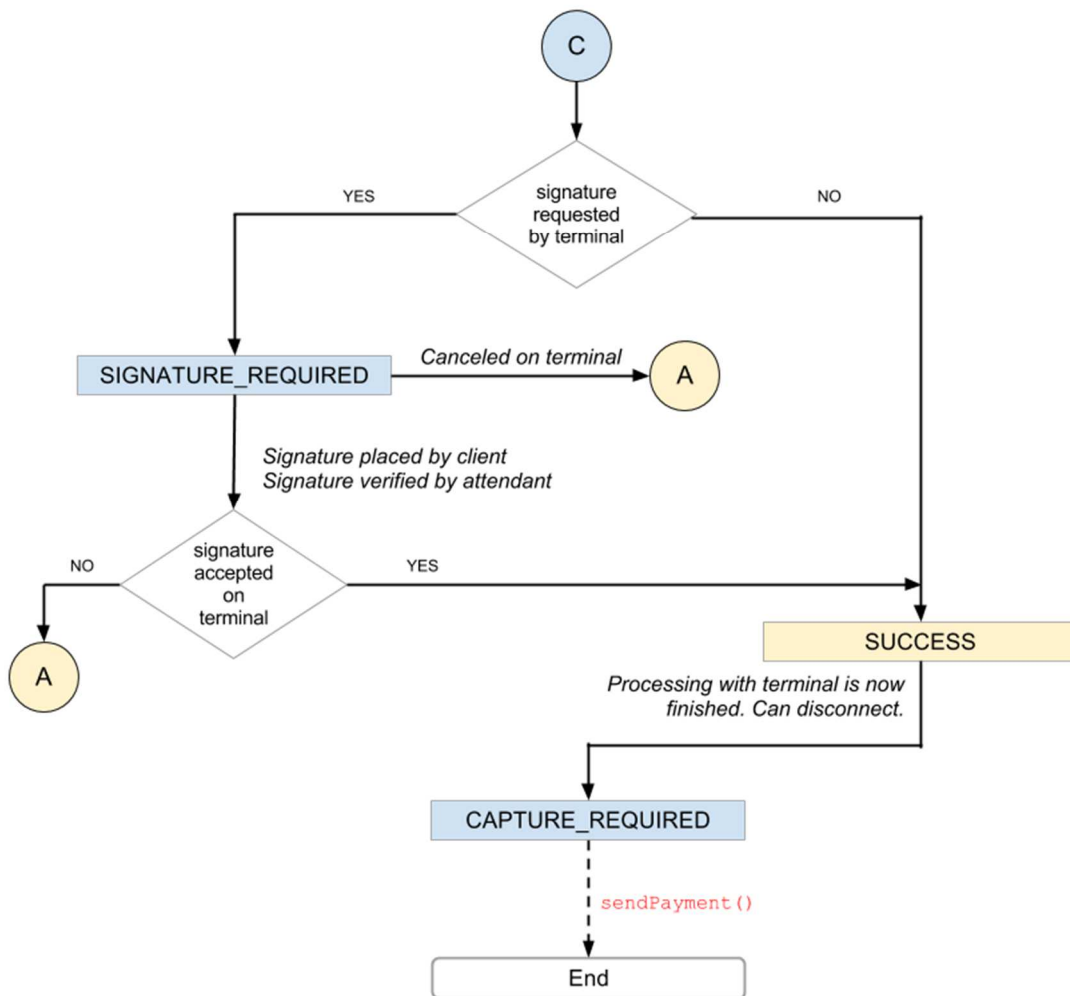 C
signature
requested
by terminal
YES
NO
SIGNATURE_REQUIRED
Canceled on terminal
A
Signature placed by client
Signature verified by attendant
signature
accepted
on
terminal
NO
YES
A
SUCCESS
Processing with terminal is now
finished. Can disconnect.
CAPTURE_REQUIRED
sendPayment()
End